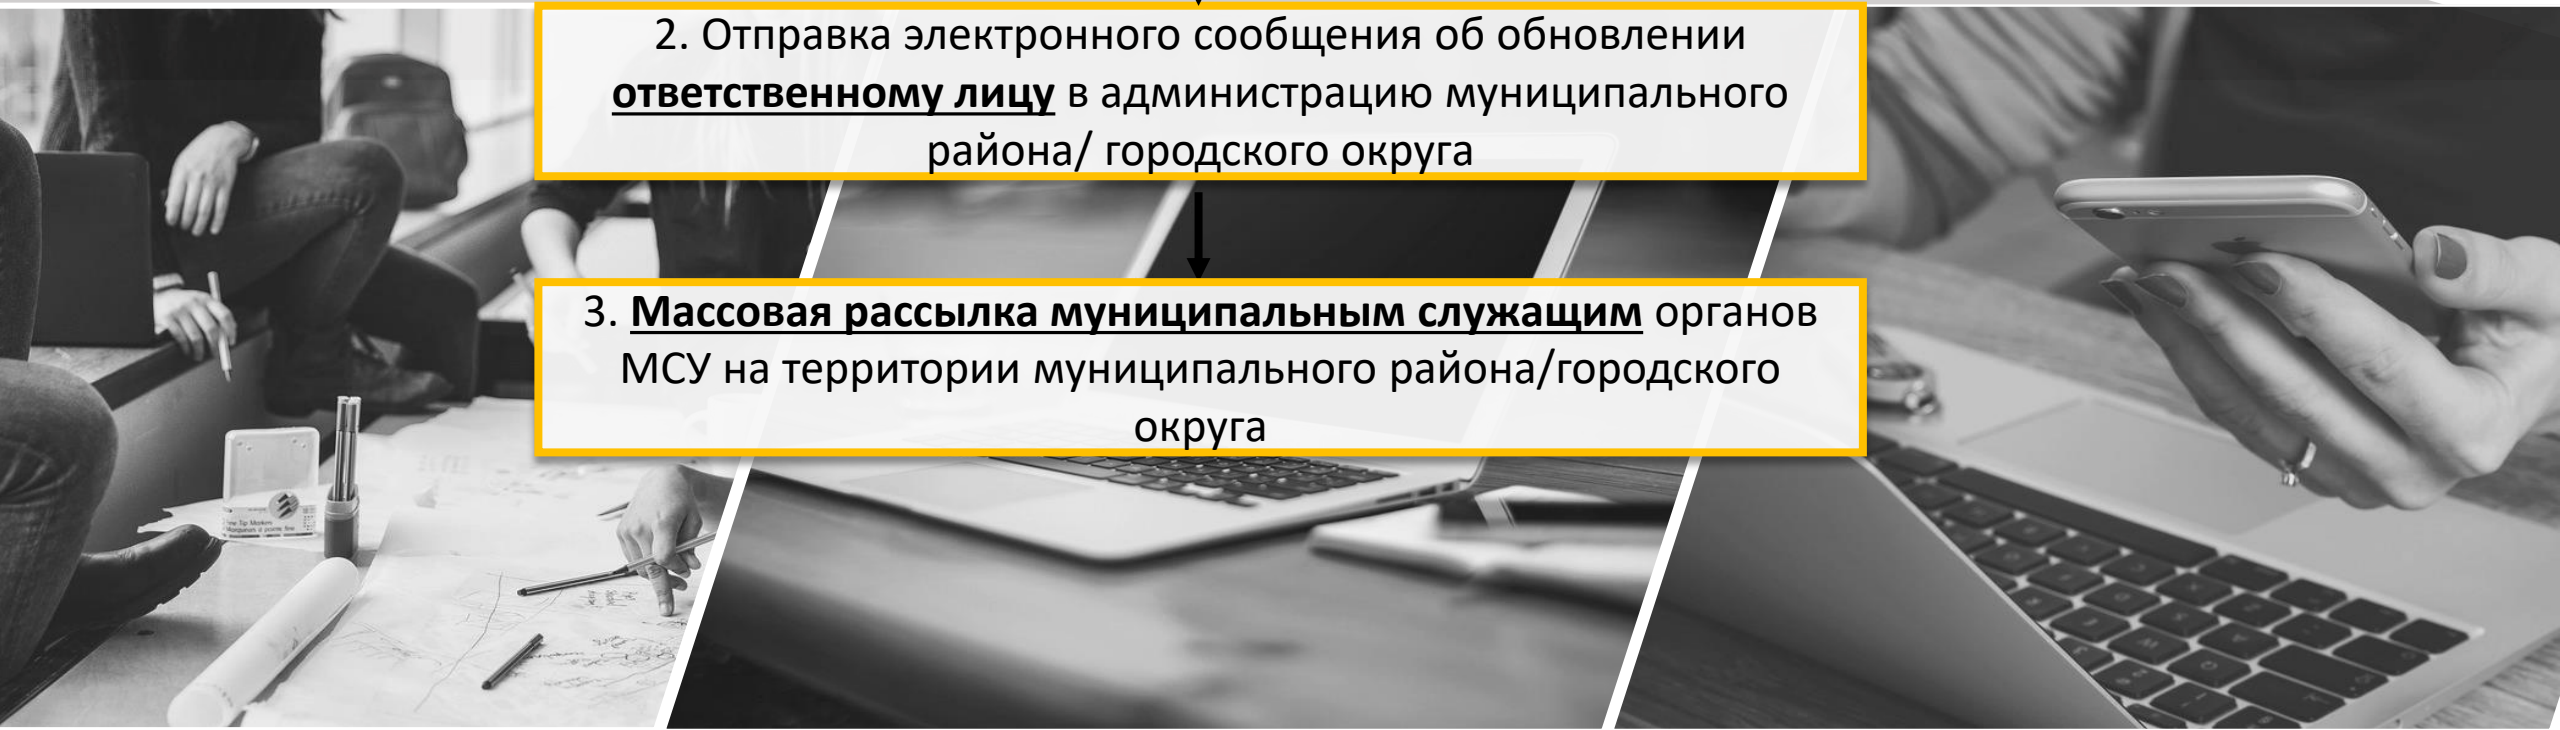 2. Отправка электронного сообщения об обновлении
ответственному лицу в администрацию муниципального
района/ городского округа
3. Массовая рассылка муниципальным служащим органов
МСУ на территории муниципального района/городского
округа